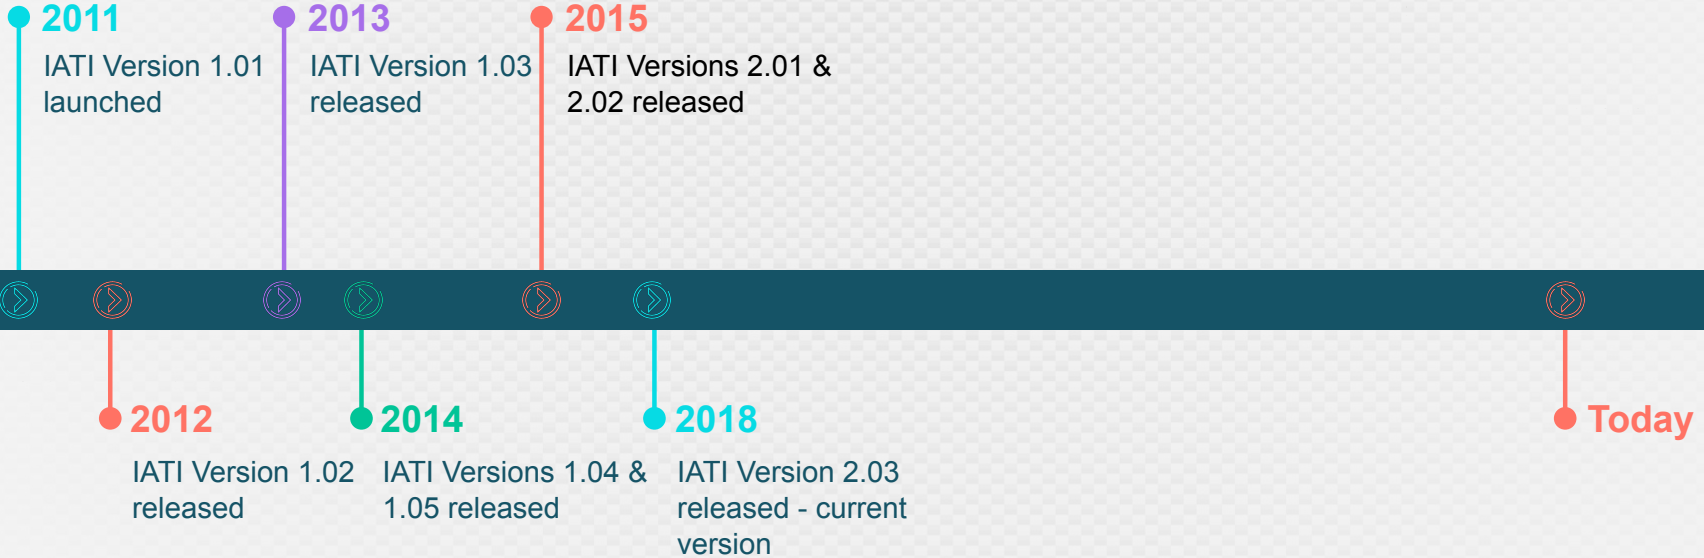 2011
IATI Version 1.01
launched
2013
IATI Version 1.03
released
2015
IATI Versions 2.01 &
2.02 released
2012
IATI Version 1.02
released
2014
IATI Versions 1.04 &
1.05 released
2018
IATI Version 2.03
released - current
version
Today